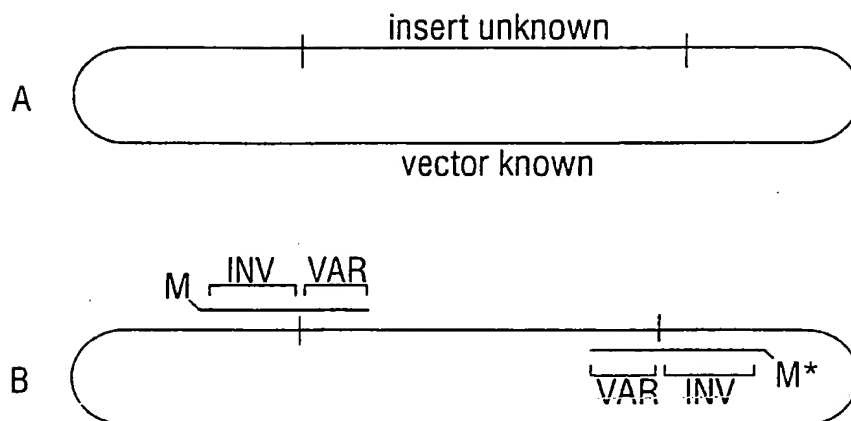 insert unknown
A
vector known
INV VAR
M
B
M*
VAR INV